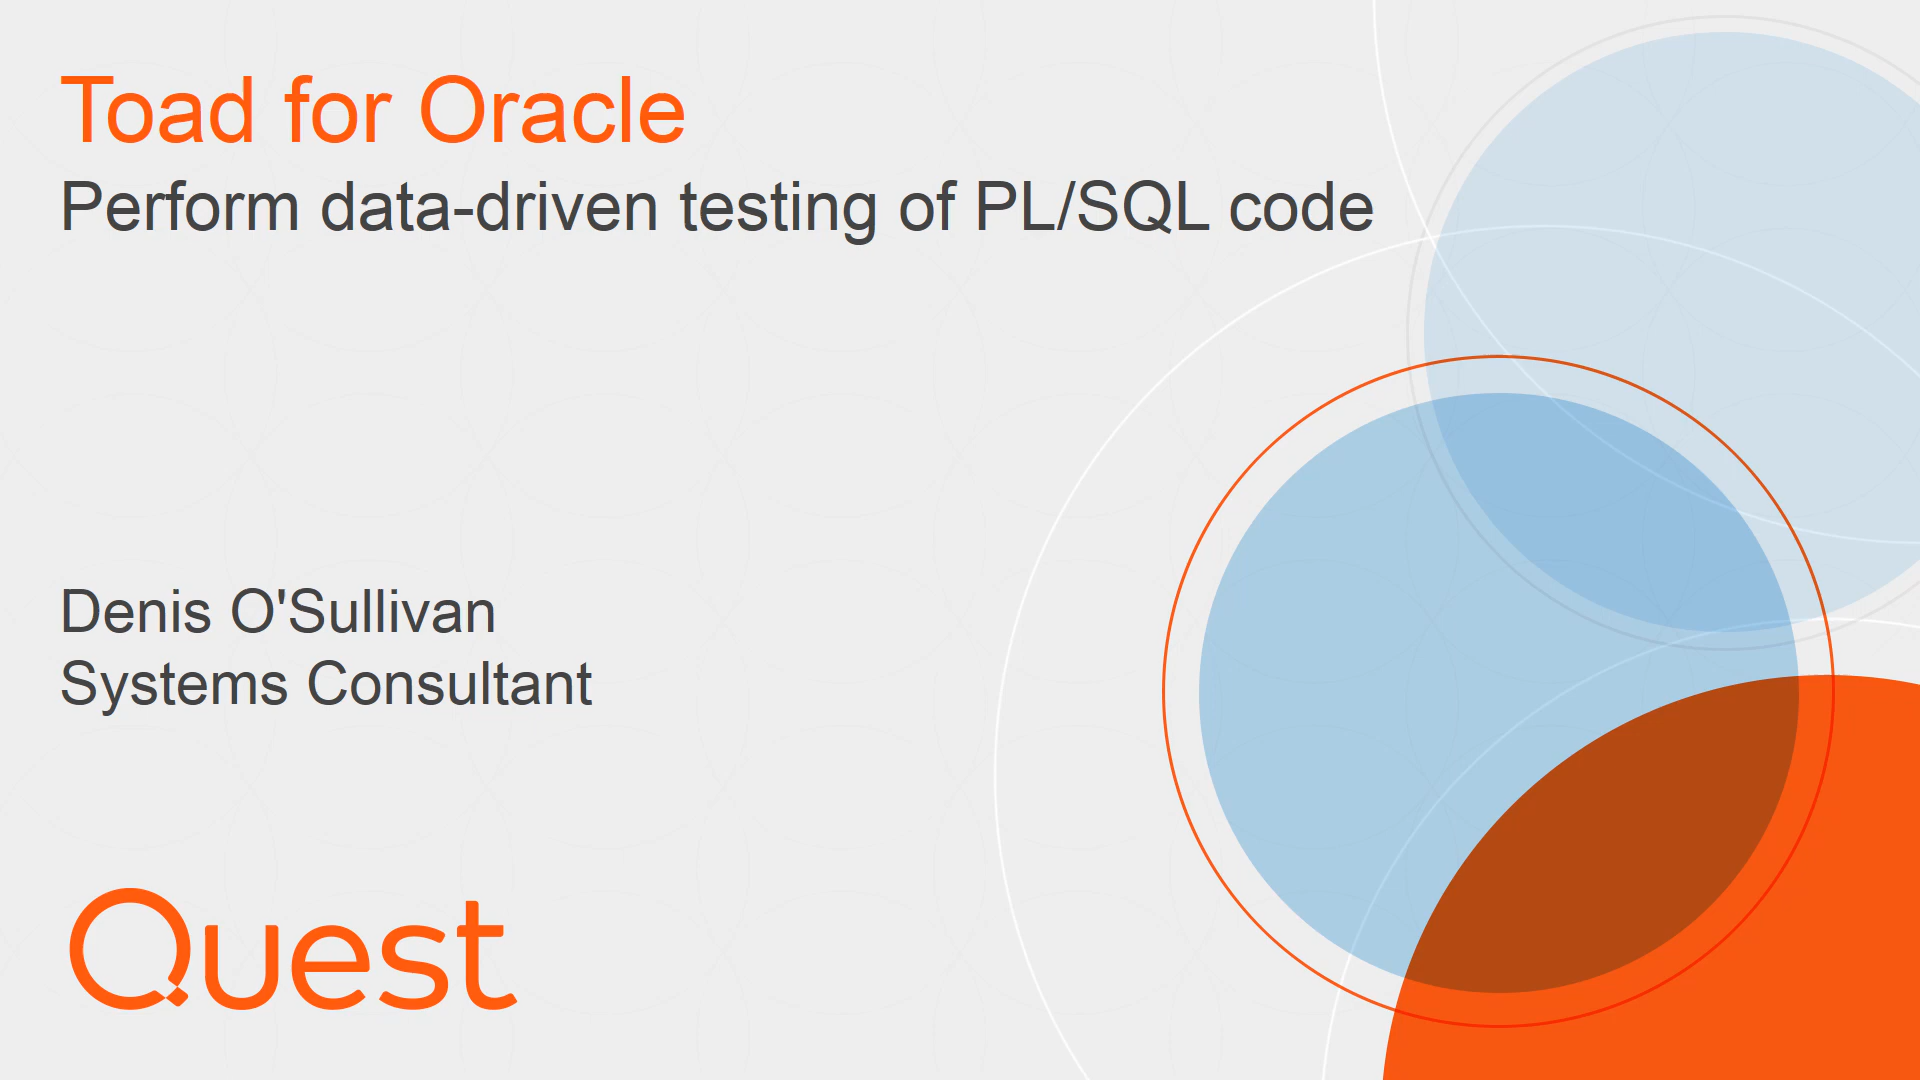 Toad for Oracle
Perform data-driven testing of PL/SQL code
Denis O'Sullivan
Systems Consultant
Quest